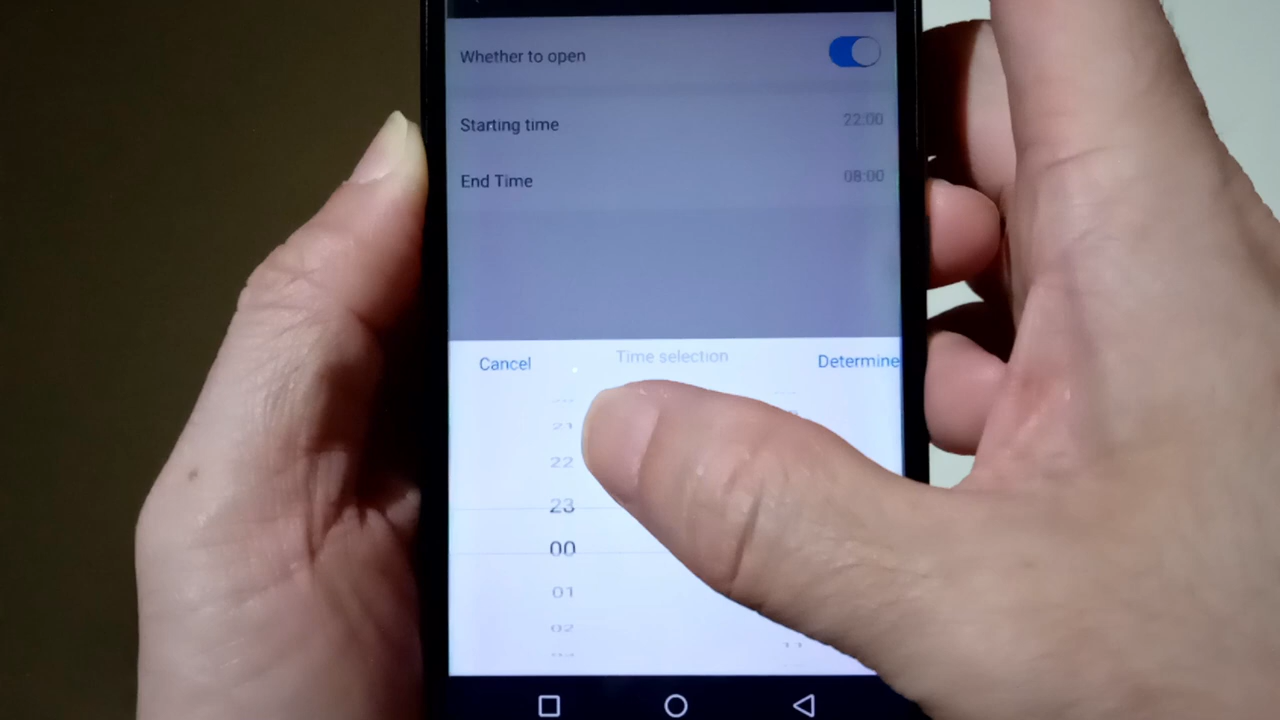 Whether to open
Starting time 22:00
End Time 08:00
Cancel Time selection Determine
21
22
23
00
01
02
11